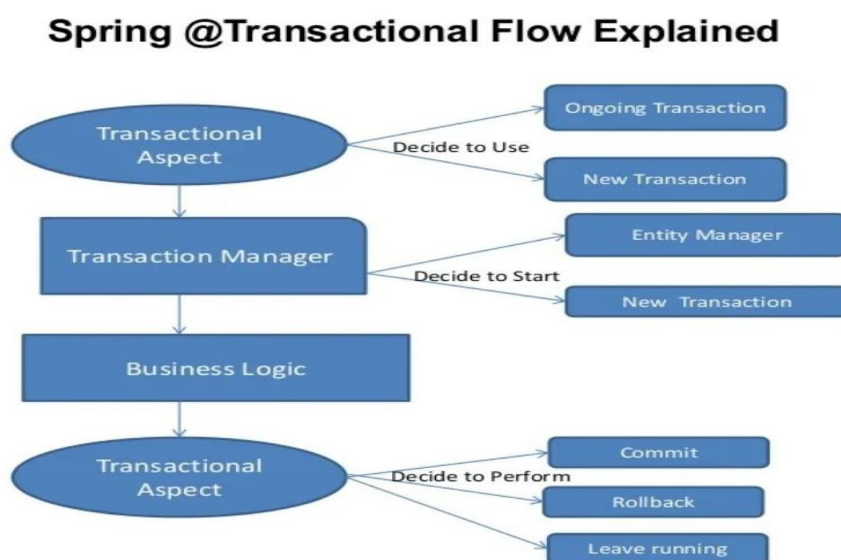 Spring @Transactional Flow Explained
Transactional
Aspect
Decide to Use
Ongoing Transaction
New Transaction
Transaction Manager
Decide to Start
Entity Manager
New Transaction
Business Logic
Transactional
Aspect
Decide to Perform
Commit
Rollback
Leave running